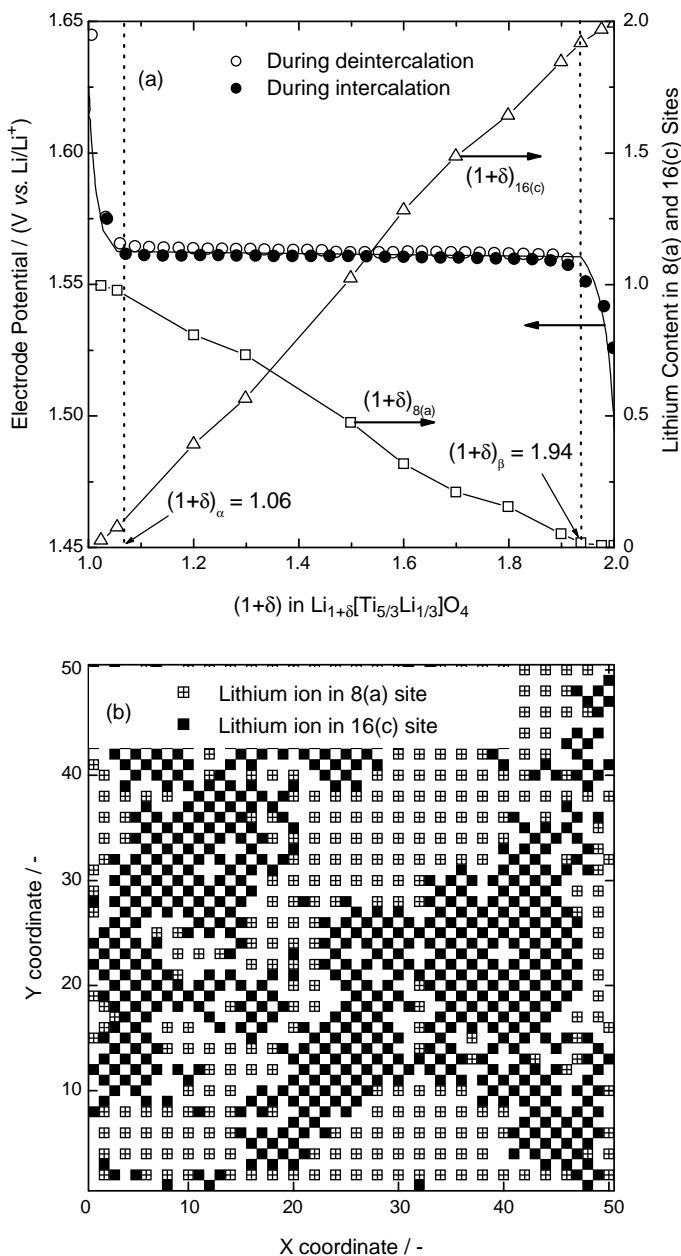 1.65
1.60
1.55
1.50
1.45
2.0
1.5
1.0
0.5
0
1.0
1.2
1.4
1.6
1.8
2.0
Electrode Potential / (V vs. Li/Li⁺)
Lithium Content in 8(a) and 16(c) Sites
(a)
During deintercalation
During intercalation
(1+δ)₁₆₍c₎
(1+δ)₈₍ₐ₎
(1+δ)α = 1.06
(1+δ)β = 1.94
(1+δ) in Li₁₊δ[Ti₅/₃Li₁/₃]O₄
50
40
30
20
10
(b)
Lithium ion in 8(a) site
Lithium ion in 16(c) site
Y coordinate / -
0
10
20
30
40
50
X coordinate / -